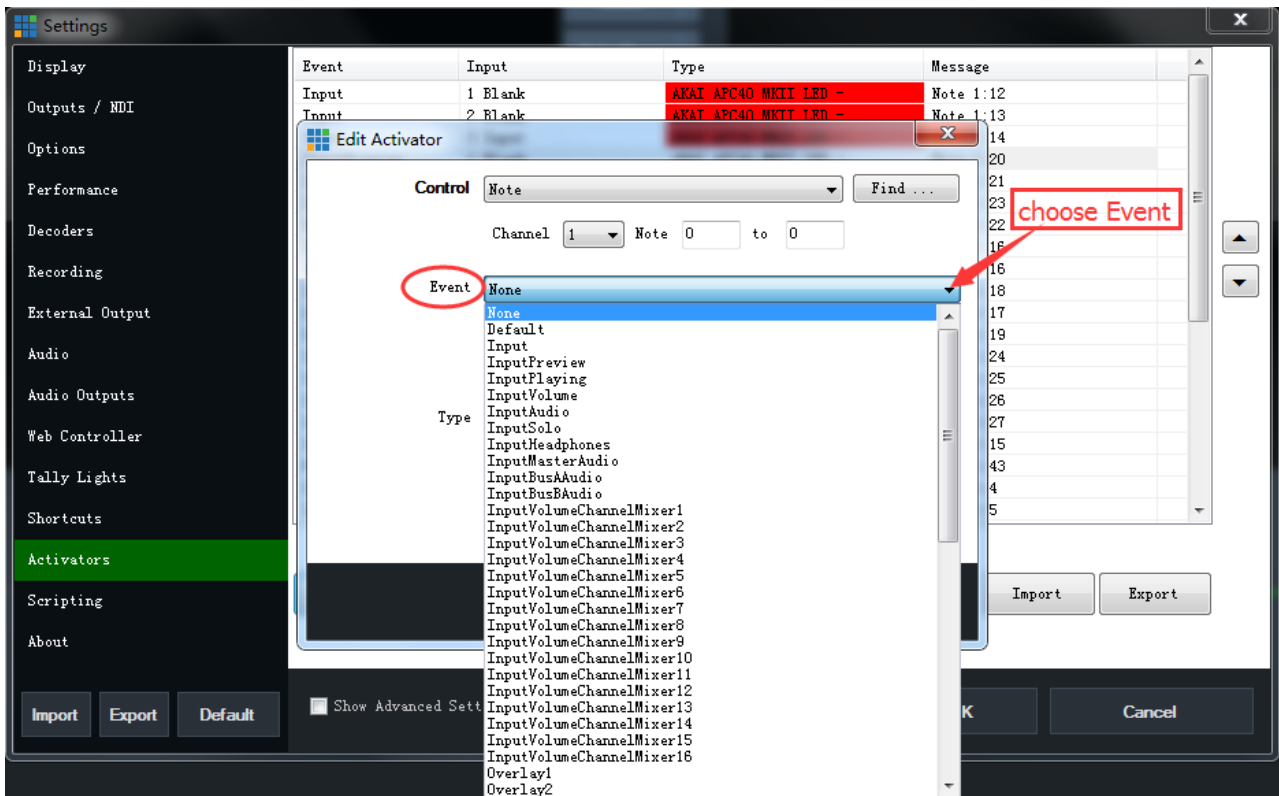 Settings
x
Display
Outputs / NDI
Options
Performance
Decoders
Recording
External Output
Audio
Audio Outputs
Web Controller
Tally Lights
Shortcuts
Activators
Scripting
About
Import Export Default
Event Input Type Message
Input 1 Blank AKAI APC40 MKII LED - Note 1:12
Input 2 Blank AKAI APC40 MKII LED - Note 1:13
14
20
21
23
22
16
16
18
17
19
24
25
26
27
15
43
4
5
Edit Activator
x
Control Note Find ...
Channel 1 Note 0 to 0
choose Event
Event None
None
Default
Input
InputPreview
InputPlaying
InputVolume
InputAudio
InputSolo
InputHeadphones
InputMasterAudio
InputBusAAudio
InputBusBAudio
InputVolumeChannelMixer1
InputVolumeChannelMixer2
InputVolumeChannelMixer3
InputVolumeChannelMixer4
InputVolumeChannelMixer5
InputVolumeChannelMixer6
InputVolumeChannelMixer7
InputVolumeChannelMixer8
InputVolumeChannelMixer9
InputVolumeChannelMixer10
InputVolumeChannelMixer11
InputVolumeChannelMixer12
InputVolumeChannelMixer13
InputVolumeChannelMixer14
InputVolumeChannelMixer15
InputVolumeChannelMixer16
Overlay1
Overlay2
Type
Import Export
Show Advanced Sett
K Cancel